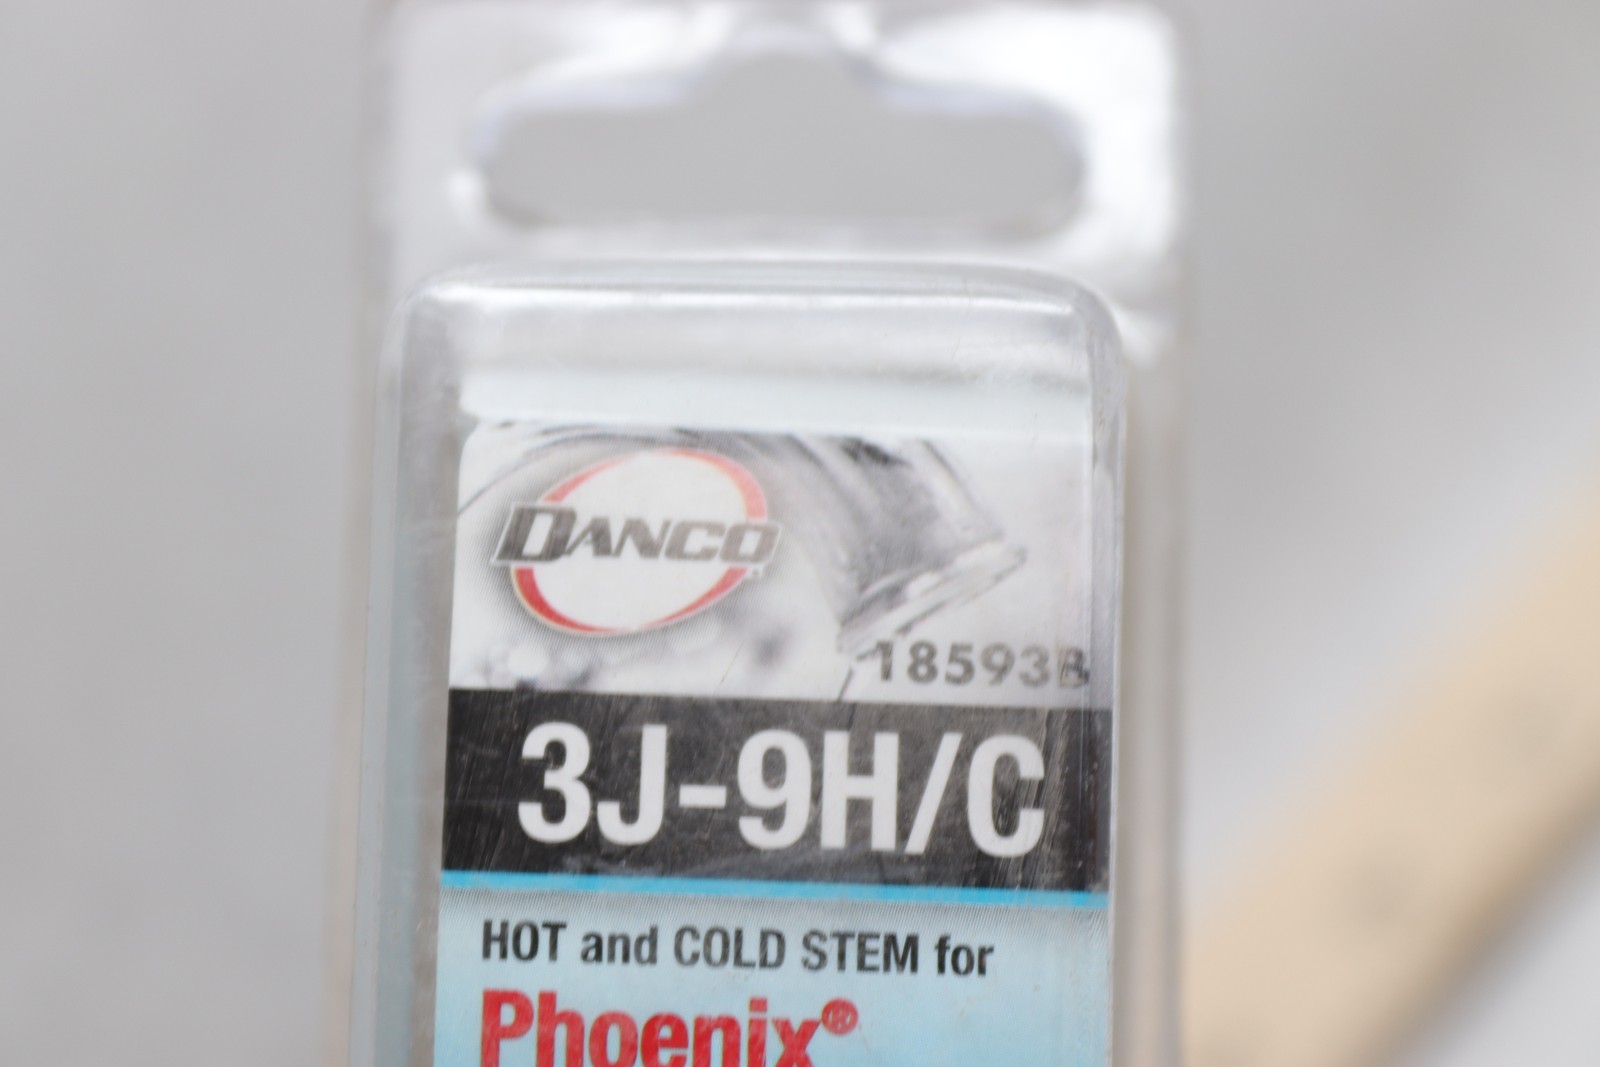 DANCO
18593B
3J-9H/C
HOT and COLD STEM for
Phoenix®